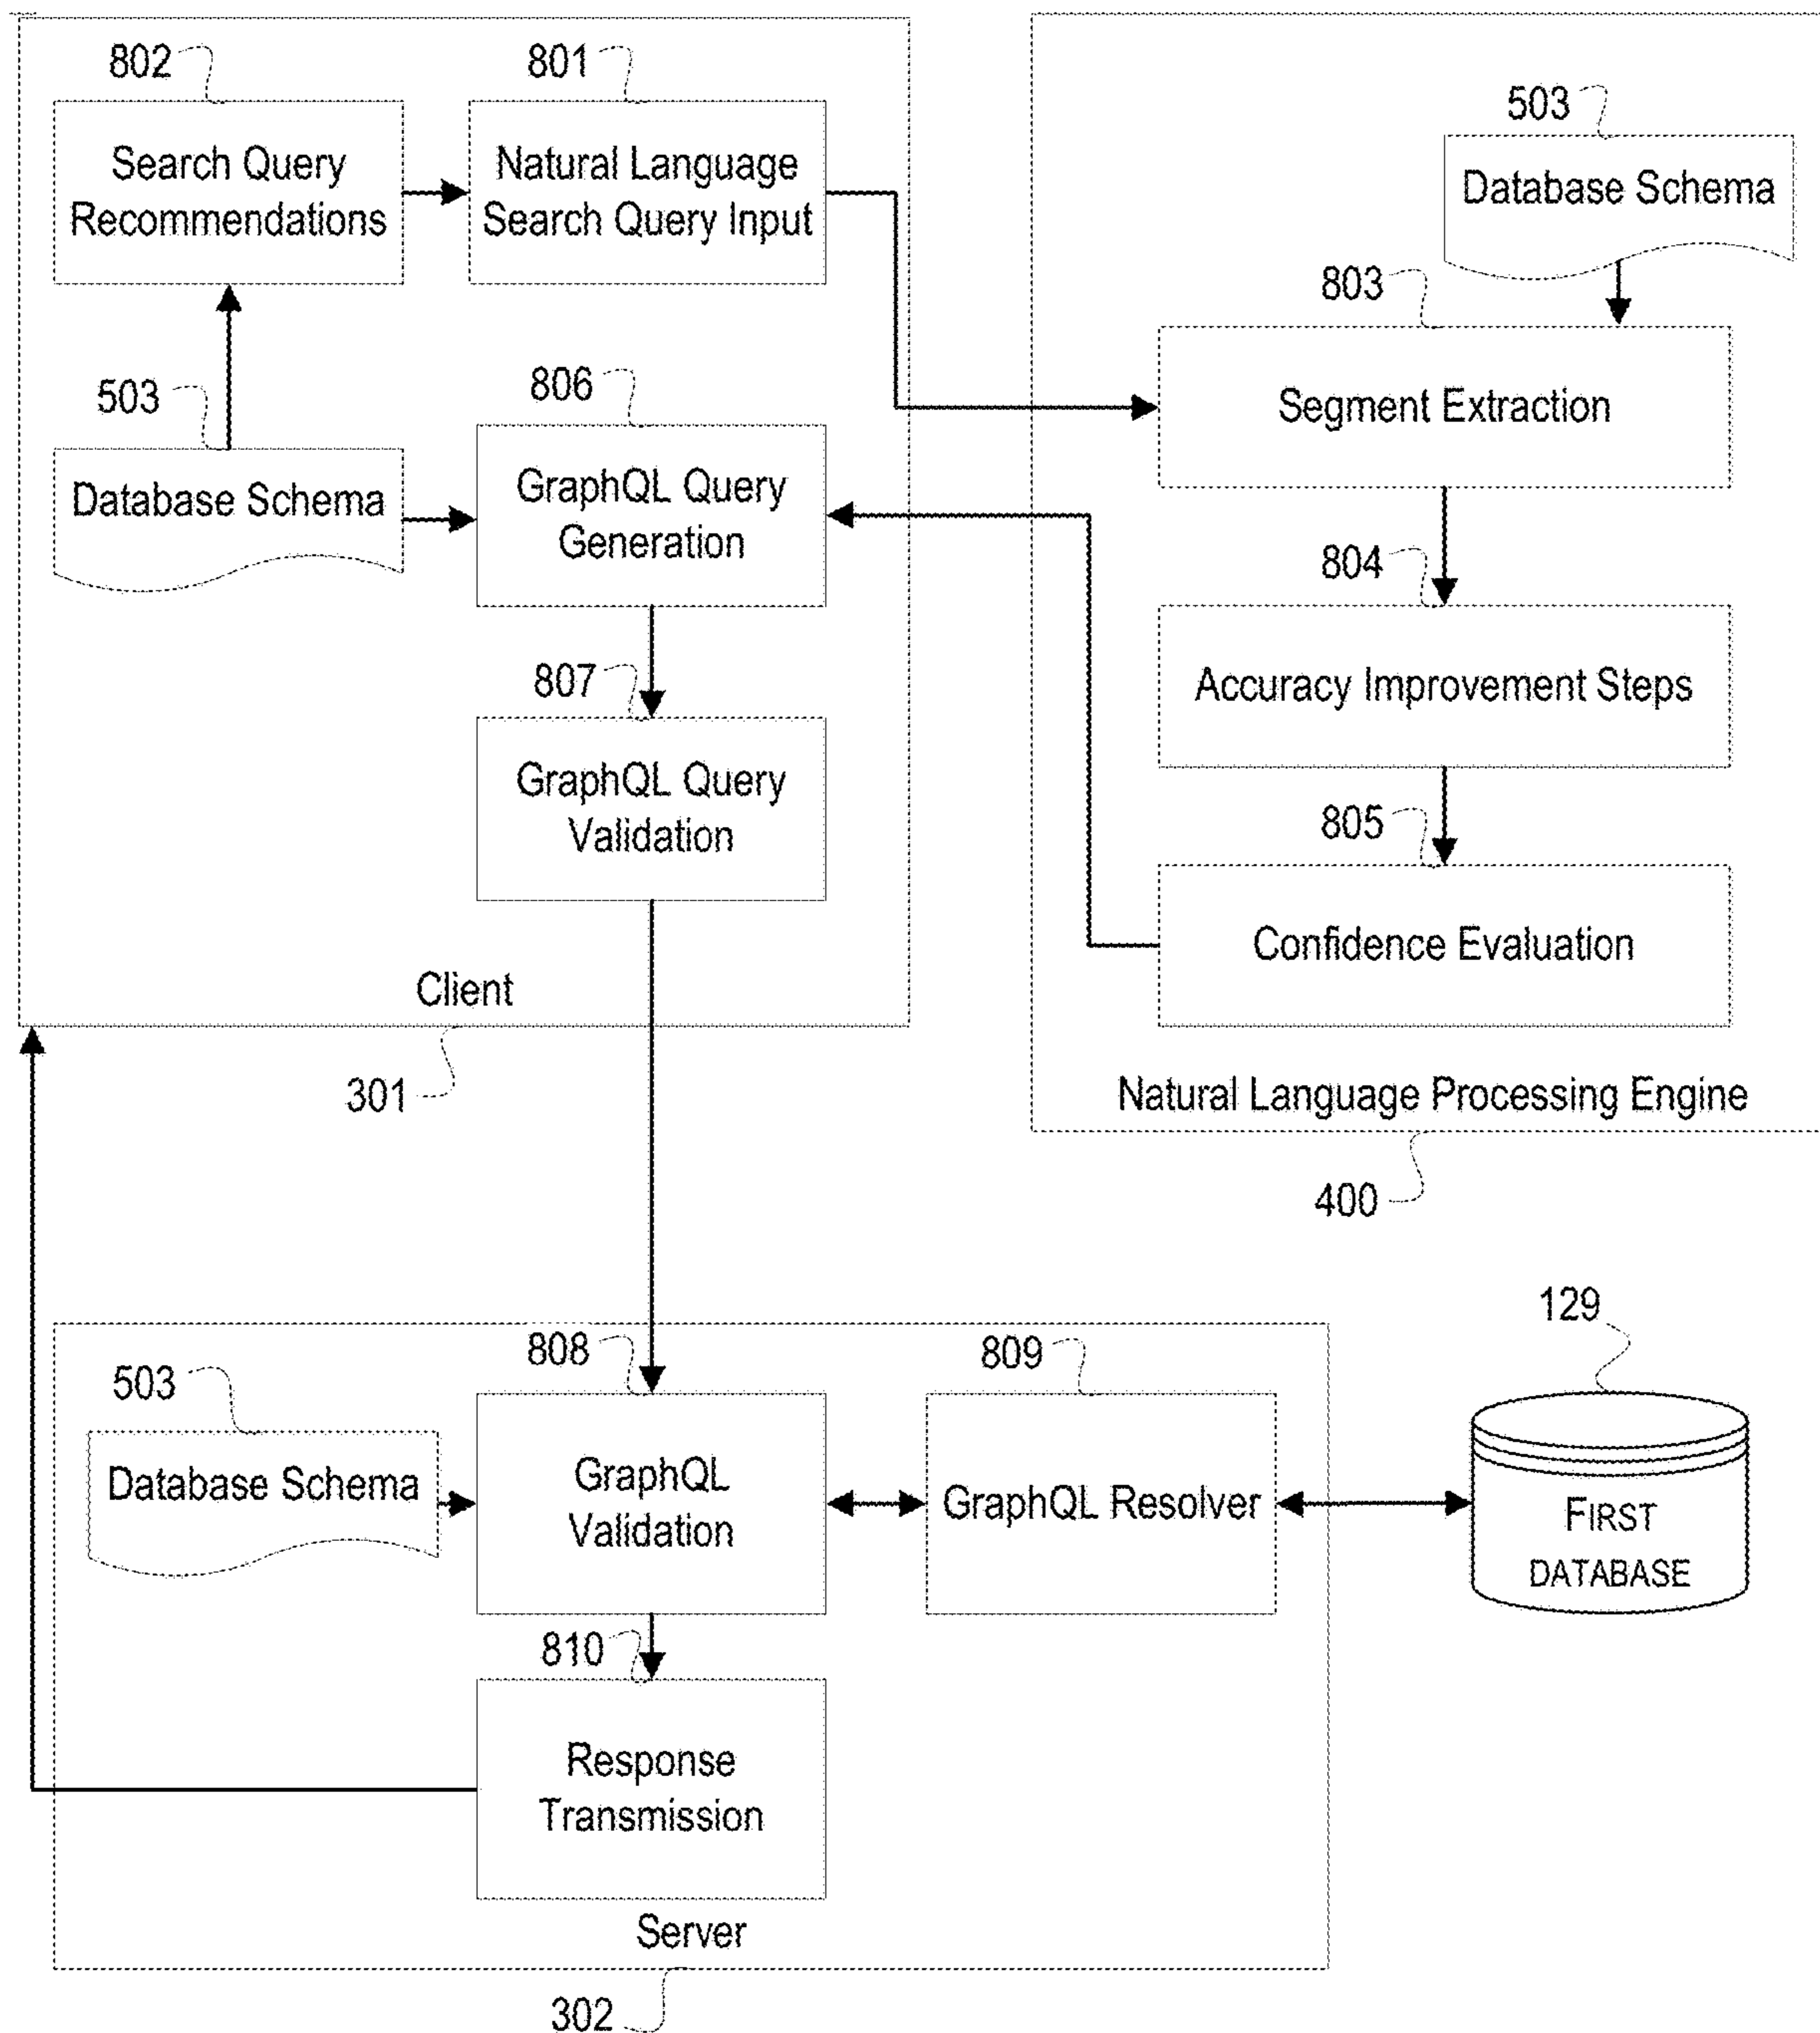 802
801
Search Query
Recommendations
Natural Language
Search Query Input
503
Database Schema
803
Segment Extraction
503
Database Schema
806
GraphQL Query
Generation
804
Accuracy Improvement Steps
807
GraphQL Query
Validation
805
Confidence Evaluation
Client
301
Natural Language Processing Engine
400
129
FIRST
DATABASE
808
809
503
Database Schema
GraphQL
Validation
GraphQL Resolver
810
Response
Transmission
Server
302